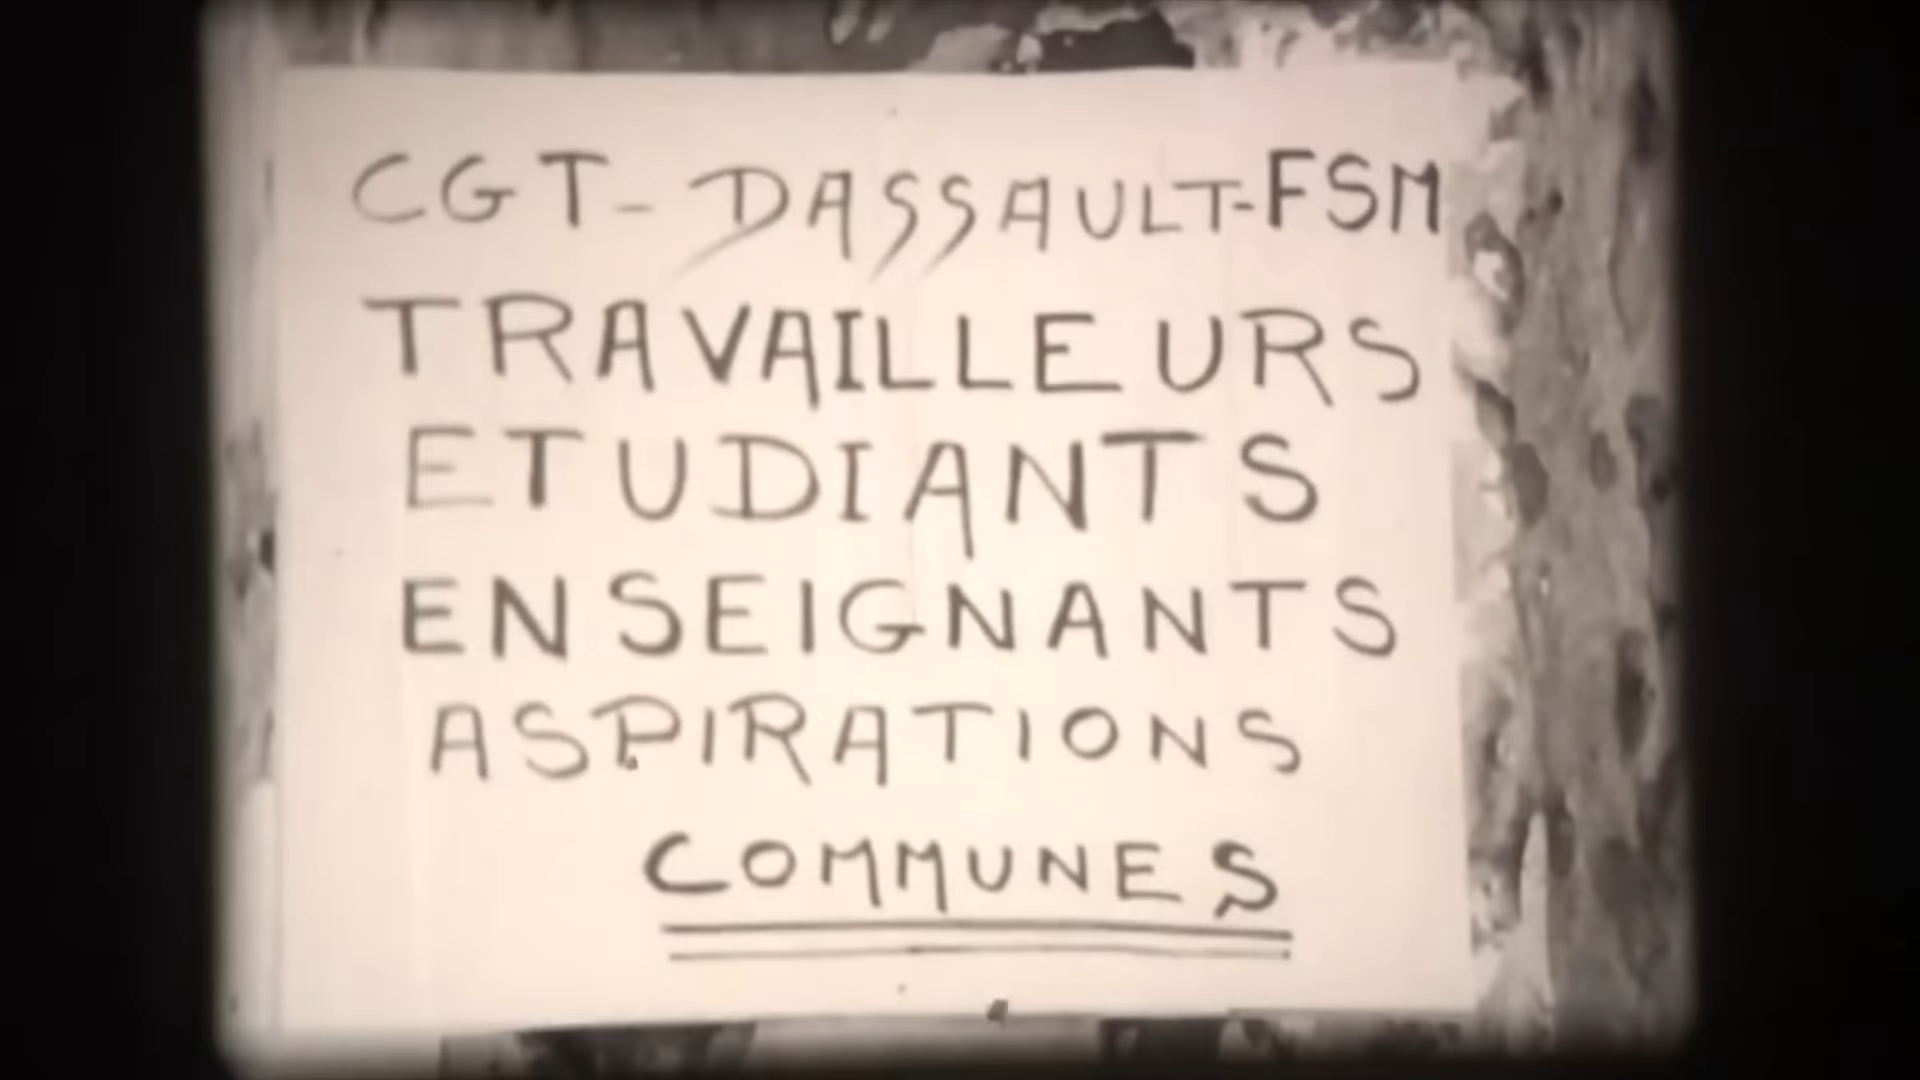 CGT-DASSAULT-FSM
TRAVAILLEURS
ETUDIANTS
ENSEIGNANTS
ASPIRATIONS
COMMUNES